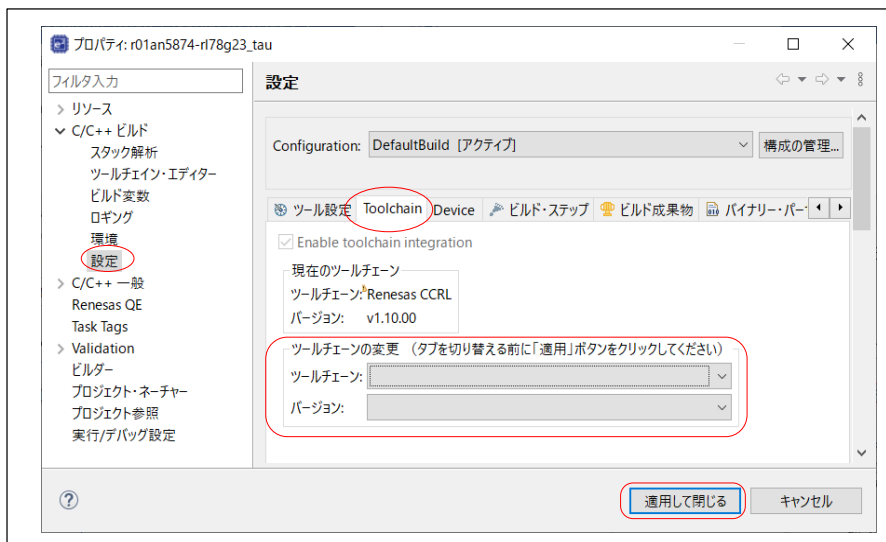 プロパティ: r01an5874-rl78g23_tau
フィルタ入力
リソース
C/C++ ビルド
スタック解析
ツールチェイン・エディター
ビルド変数
ロギング
環境
設定
C/C++ 一般
Renesas QE
Task Tags
Validation
ビルダー
プロジェクト・ネーチャー
プロジェクト参照
実行/デバッグ設定
設定
Configuration: DefaultBuild [アクティブ] 構成の管理...
ツール設定 Toolchain Device ビルド・ステップ ビルド成果物 バイナリー・パー
Enable toolchain integration
現在のツールチェーン
ツールチェーン: Renesas CCRL
バージョン: v1.10.00
ツールチェーンの変更 （タブを切り替える前に「適用」ボタンをクリックしてください）
ツールチェーン:
バージョン:
適用して閉じる キャンセル